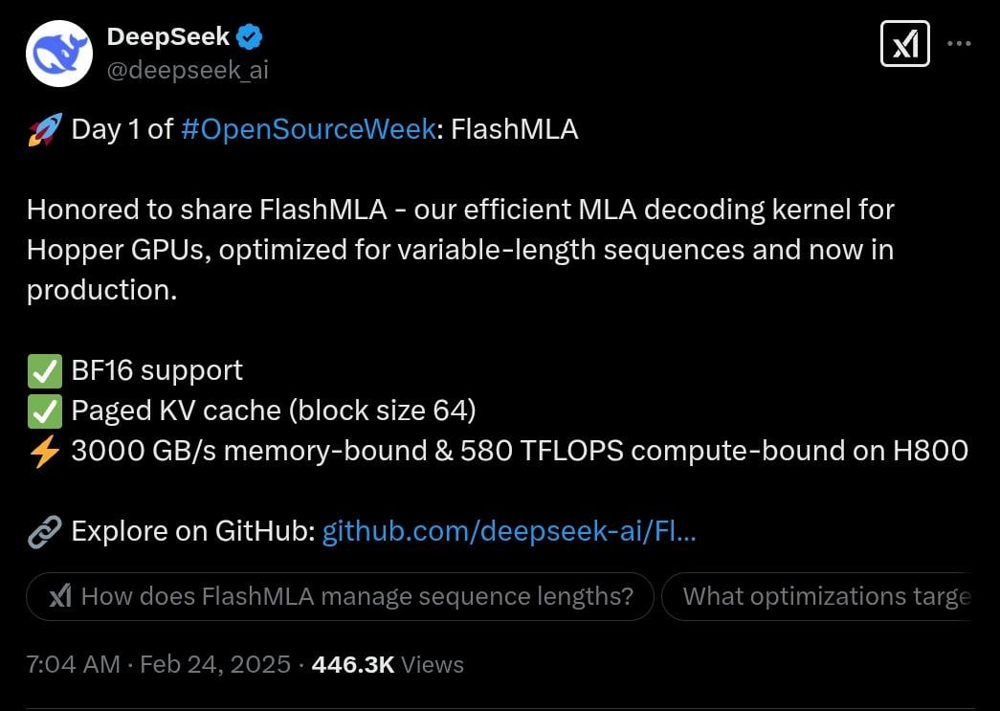 DeepSeek
@deepseek_ai
🚀 Day 1 of #OpenSourceWeek: FlashMLA
Honored to share FlashMLA - our efficient MLA decoding kernel for
Hopper GPUs, optimized for variable-length sequences and now in
production.
✅ BF16 support
✅ Paged KV cache (block size 64)
⚡ 3000 GB/s memory-bound & 580 TFLOPS compute-bound on H800
🔗 Explore on GitHub: github.com/deepseek-ai/Fl...
How does FlashMLA manage sequence lengths? What optimizations targe
7:04 AM · Feb 24, 2025 · 446.3K Views